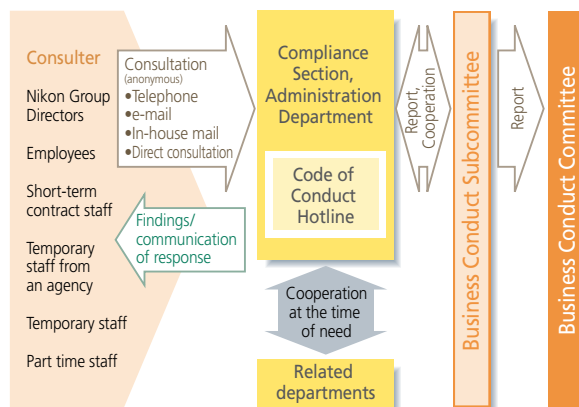 Consulter
Nikon Group
Directors
Employees
Short-term
contract staff
Temporary
staff from
an agency
Temporary staff
Part time staff
Consultation
(anonymous)
•Telephone
•e-mail
•In-house mail
•Direct consultation
Findings/
communication
of response
Compliance
Section,
Administration
Department
Code of
Conduct
Hotline
Cooperation
at the time
of need
Related
departments
Report,
Cooperation
Business Conduct Subcommittee
Report
Business Conduct Committee